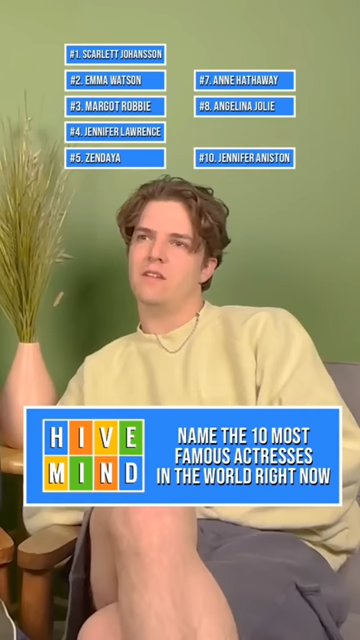 #1. SCARLETT JOHANSSON
#2. EMMA WATSON
#3. MARGOT ROBBIE
#4. JENNIFER LAWRENCE
#5. ZENDAYA
#7. ANNE HATHAWAY
#8. ANGELINA JOLIE
#10. JENNIFER ANISTON
HIVE
MIND
NAME THE 10 MOST
FAMOUS ACTRESSES
IN THE WORLD RIGHT NOW